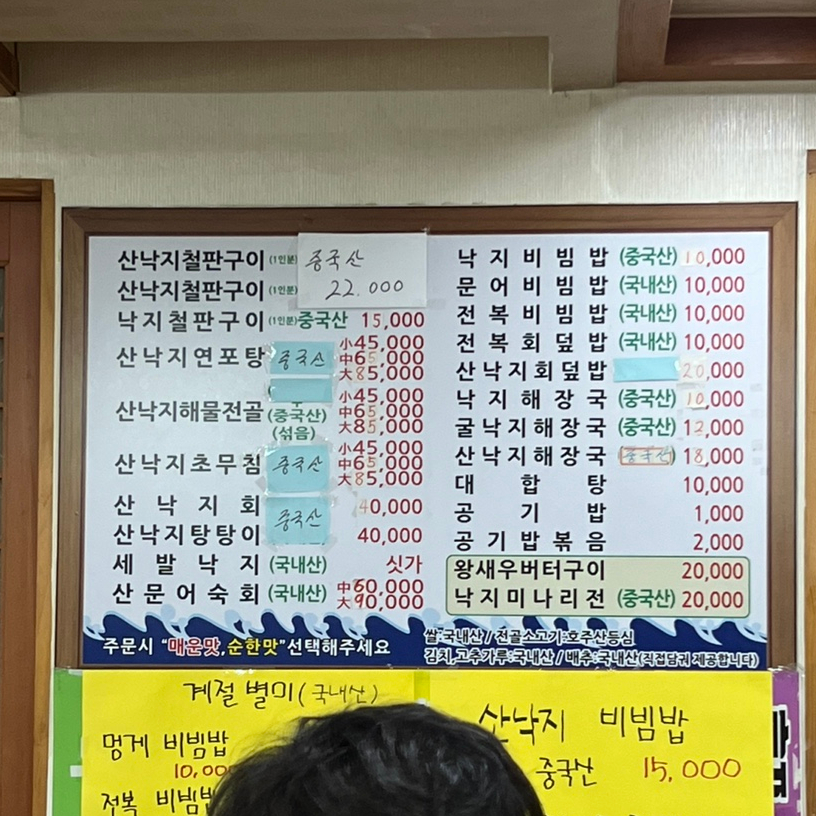 산낙지철판구이(1인분) 중국산
산낙지철판구이(1인분) 22.000
낙지철판구이(1인분)중국산 15,000
산낙지연포탕 중국산 小45,000 中65,000 大85,000
산낙지해물전골 (중국산) (섞음) 小45,000 中65,000 大85,000
산낙지초무침 중국산 小45,000 中65,000 大85,000
산낙지회 중국산 40,000
산낙지탕탕이 40,000
세발낙지 (국내산) 싯가
산문어숙회 (국내산) 中60,000 大90,000
주문시 "매운맛,순한맛"선택해주세요
낙지비빔밥 (중국산) 10,000
문어비빔밥 (국내산) 10,000
전복비빔밥 (국내산) 10,000
전복회덮밥 (국내산) 10,000
산낙지회덮밥 20,000
낙지해장국 (중국산) 10,000
굴낙지해장국 (중국산) 12,000
산낙지해장국 (중국산) 18,000
대합탕 10,000
공기밥 1,000
공기밥볶음 2,000
왕새우버터구이 20,000
낙지미나리전 (중국산) 20,000
쌀:국내산 / 전골소고기:호주산등심
김치,고추가루:국내산 / 배추:국내산(직접담궈 제공합니다)
계절별미(국내산)
멍게 비빔밥
10,000
전복 비빔밥
산낙지 비빔밥
중국산 15,000